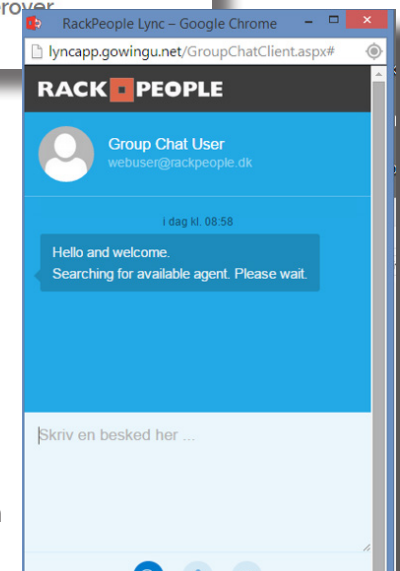 RackPeople Lync – Google Chrome
lyncapp.gowingu.net/GroupChatClient.aspx#
RACK PEOPLE
Group Chat User
webuser@rackpeople.dk
i dag kl. 08:58
Hello and welcome.
Searching for available agent. Please wait.
Skriv en besked her ...